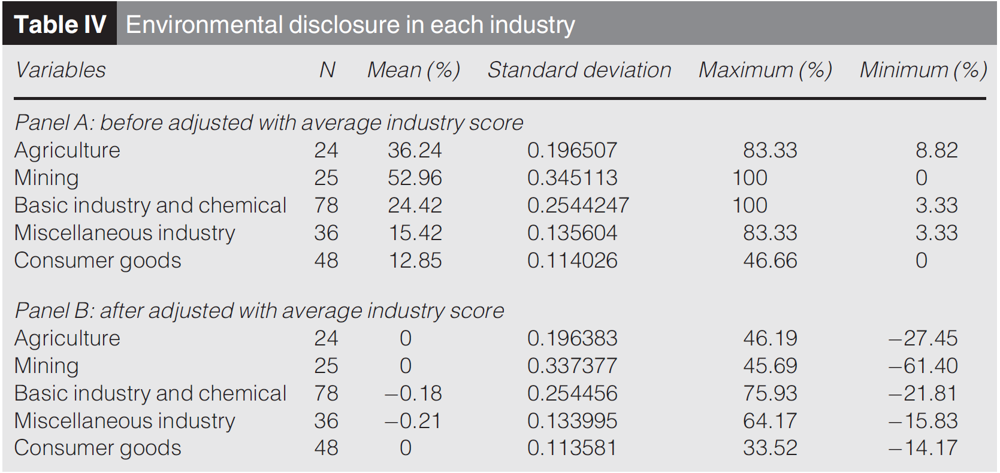 Table IV Environmental disclosure in each industry
Variables N Mean (%) Standard deviation Maximum (%) Minimum (%)
Panel A: before adjusted with average industry score
Agriculture 24 36.24 0.196507 83.33 8.82
Mining 25 52.96 0.345113 100 0
Basic industry and chemical 78 24.42 0.2544247 100 3.33
Miscellaneous industry 36 15.42 0.135604 83.33 3.33
Consumer goods 48 12.85 0.114026 46.66 0
Panel B: after adjusted with average industry score
Agriculture 24 0 0.196383 46.19 −27.45
Mining 25 0 0.337377 45.69 −61.40
Basic industry and chemical 78 −0.18 0.254456 75.93 −21.81
Miscellaneous industry 36 −0.21 0.133995 64.17 −15.83
Consumer goods 48 0 0.113581 33.52 −14.17